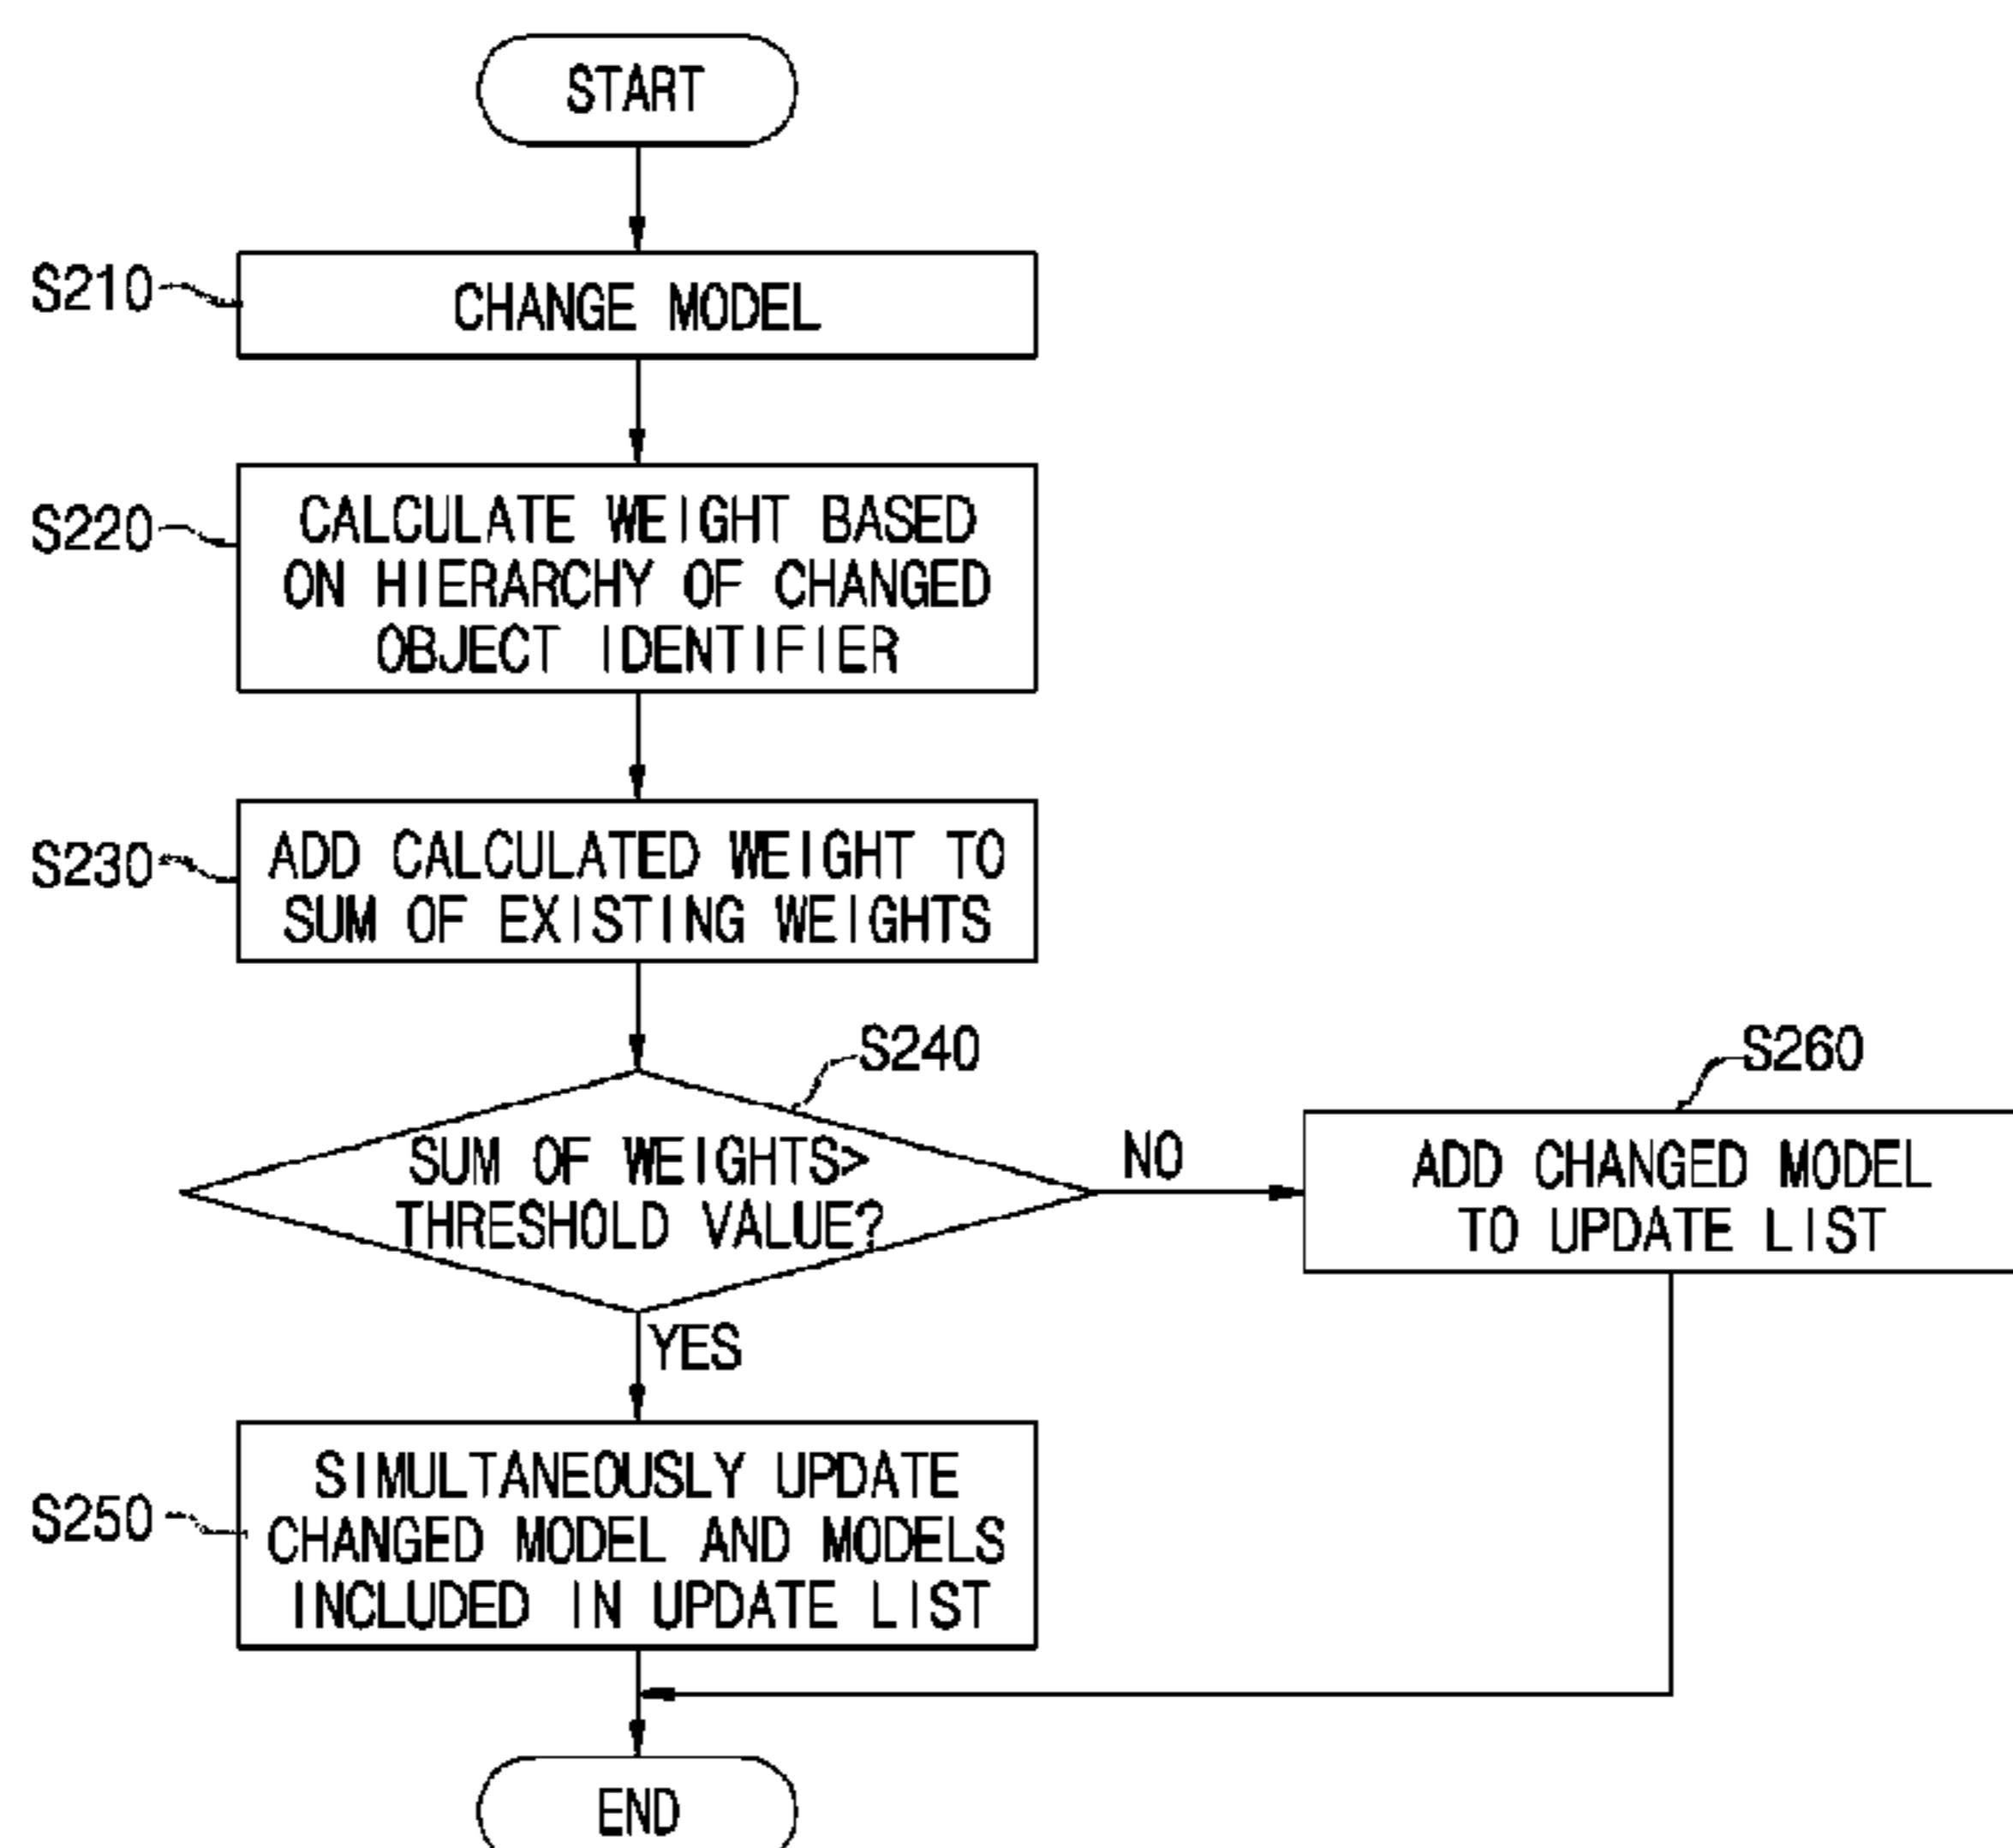 START
S210
CHANGE MODEL
S220
CALCULATE WEIGHT BASED
ON HIERARCHY OF CHANGED
OBJECT IDENTIFIER
S230
ADD CALCULATED WEIGHT TO
SUM OF EXISTING WEIGHTS
S240
SUM OF WEIGHTS>
THRESHOLD VALUE?
NO
S260
ADD CHANGED MODEL
TO UPDATE LIST
YES
S250
SIMULTANEOUSLY UPDATE
CHANGED MODEL AND MODELS
INCLUDED IN UPDATE LIST
END